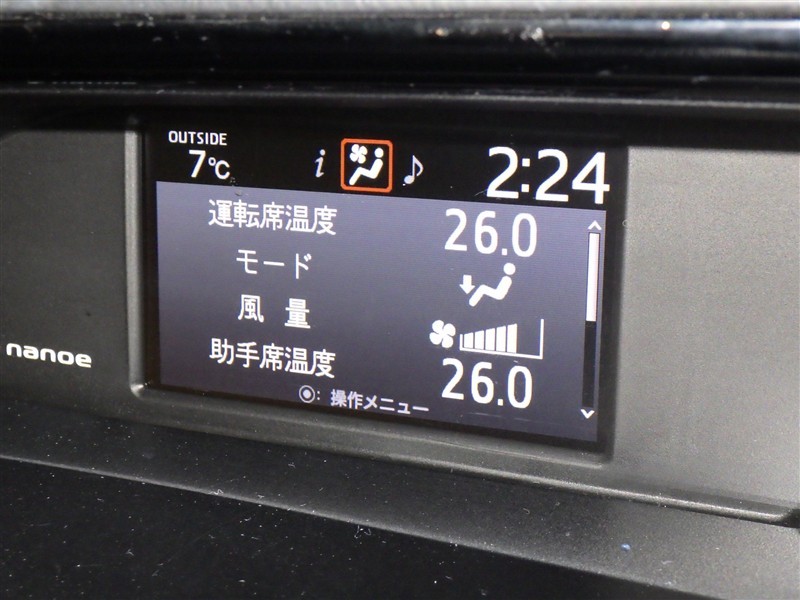 OUTSIDE
7℃ i ♪ 2:24
運転席温度 26.0
モード
風量
nanoe
助手席温度 26.0
◉: 操作メニュー